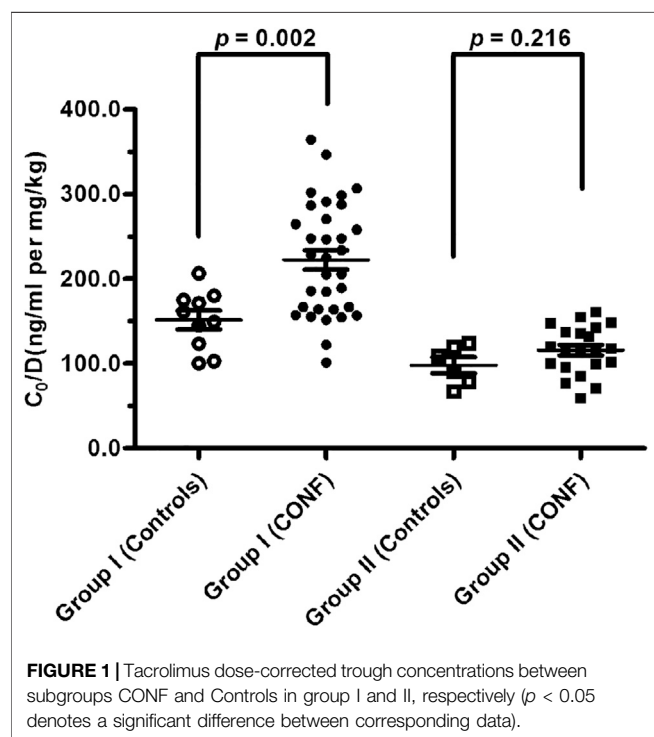 p = 0.002
p = 0.216
C₀/D(ng/ml per mg/kg)
400.0
300.0
200.0
100.0
0.0
Group I (Controls)
Group I (CONF)
Group II (Controls)
Group II (CONF)
FIGURE 1 | Tacrolimus dose-corrected trough concentrations between
subgroups CONF and Controls in group I and II, respectively (p < 0.05
denotes a significant difference between corresponding data).